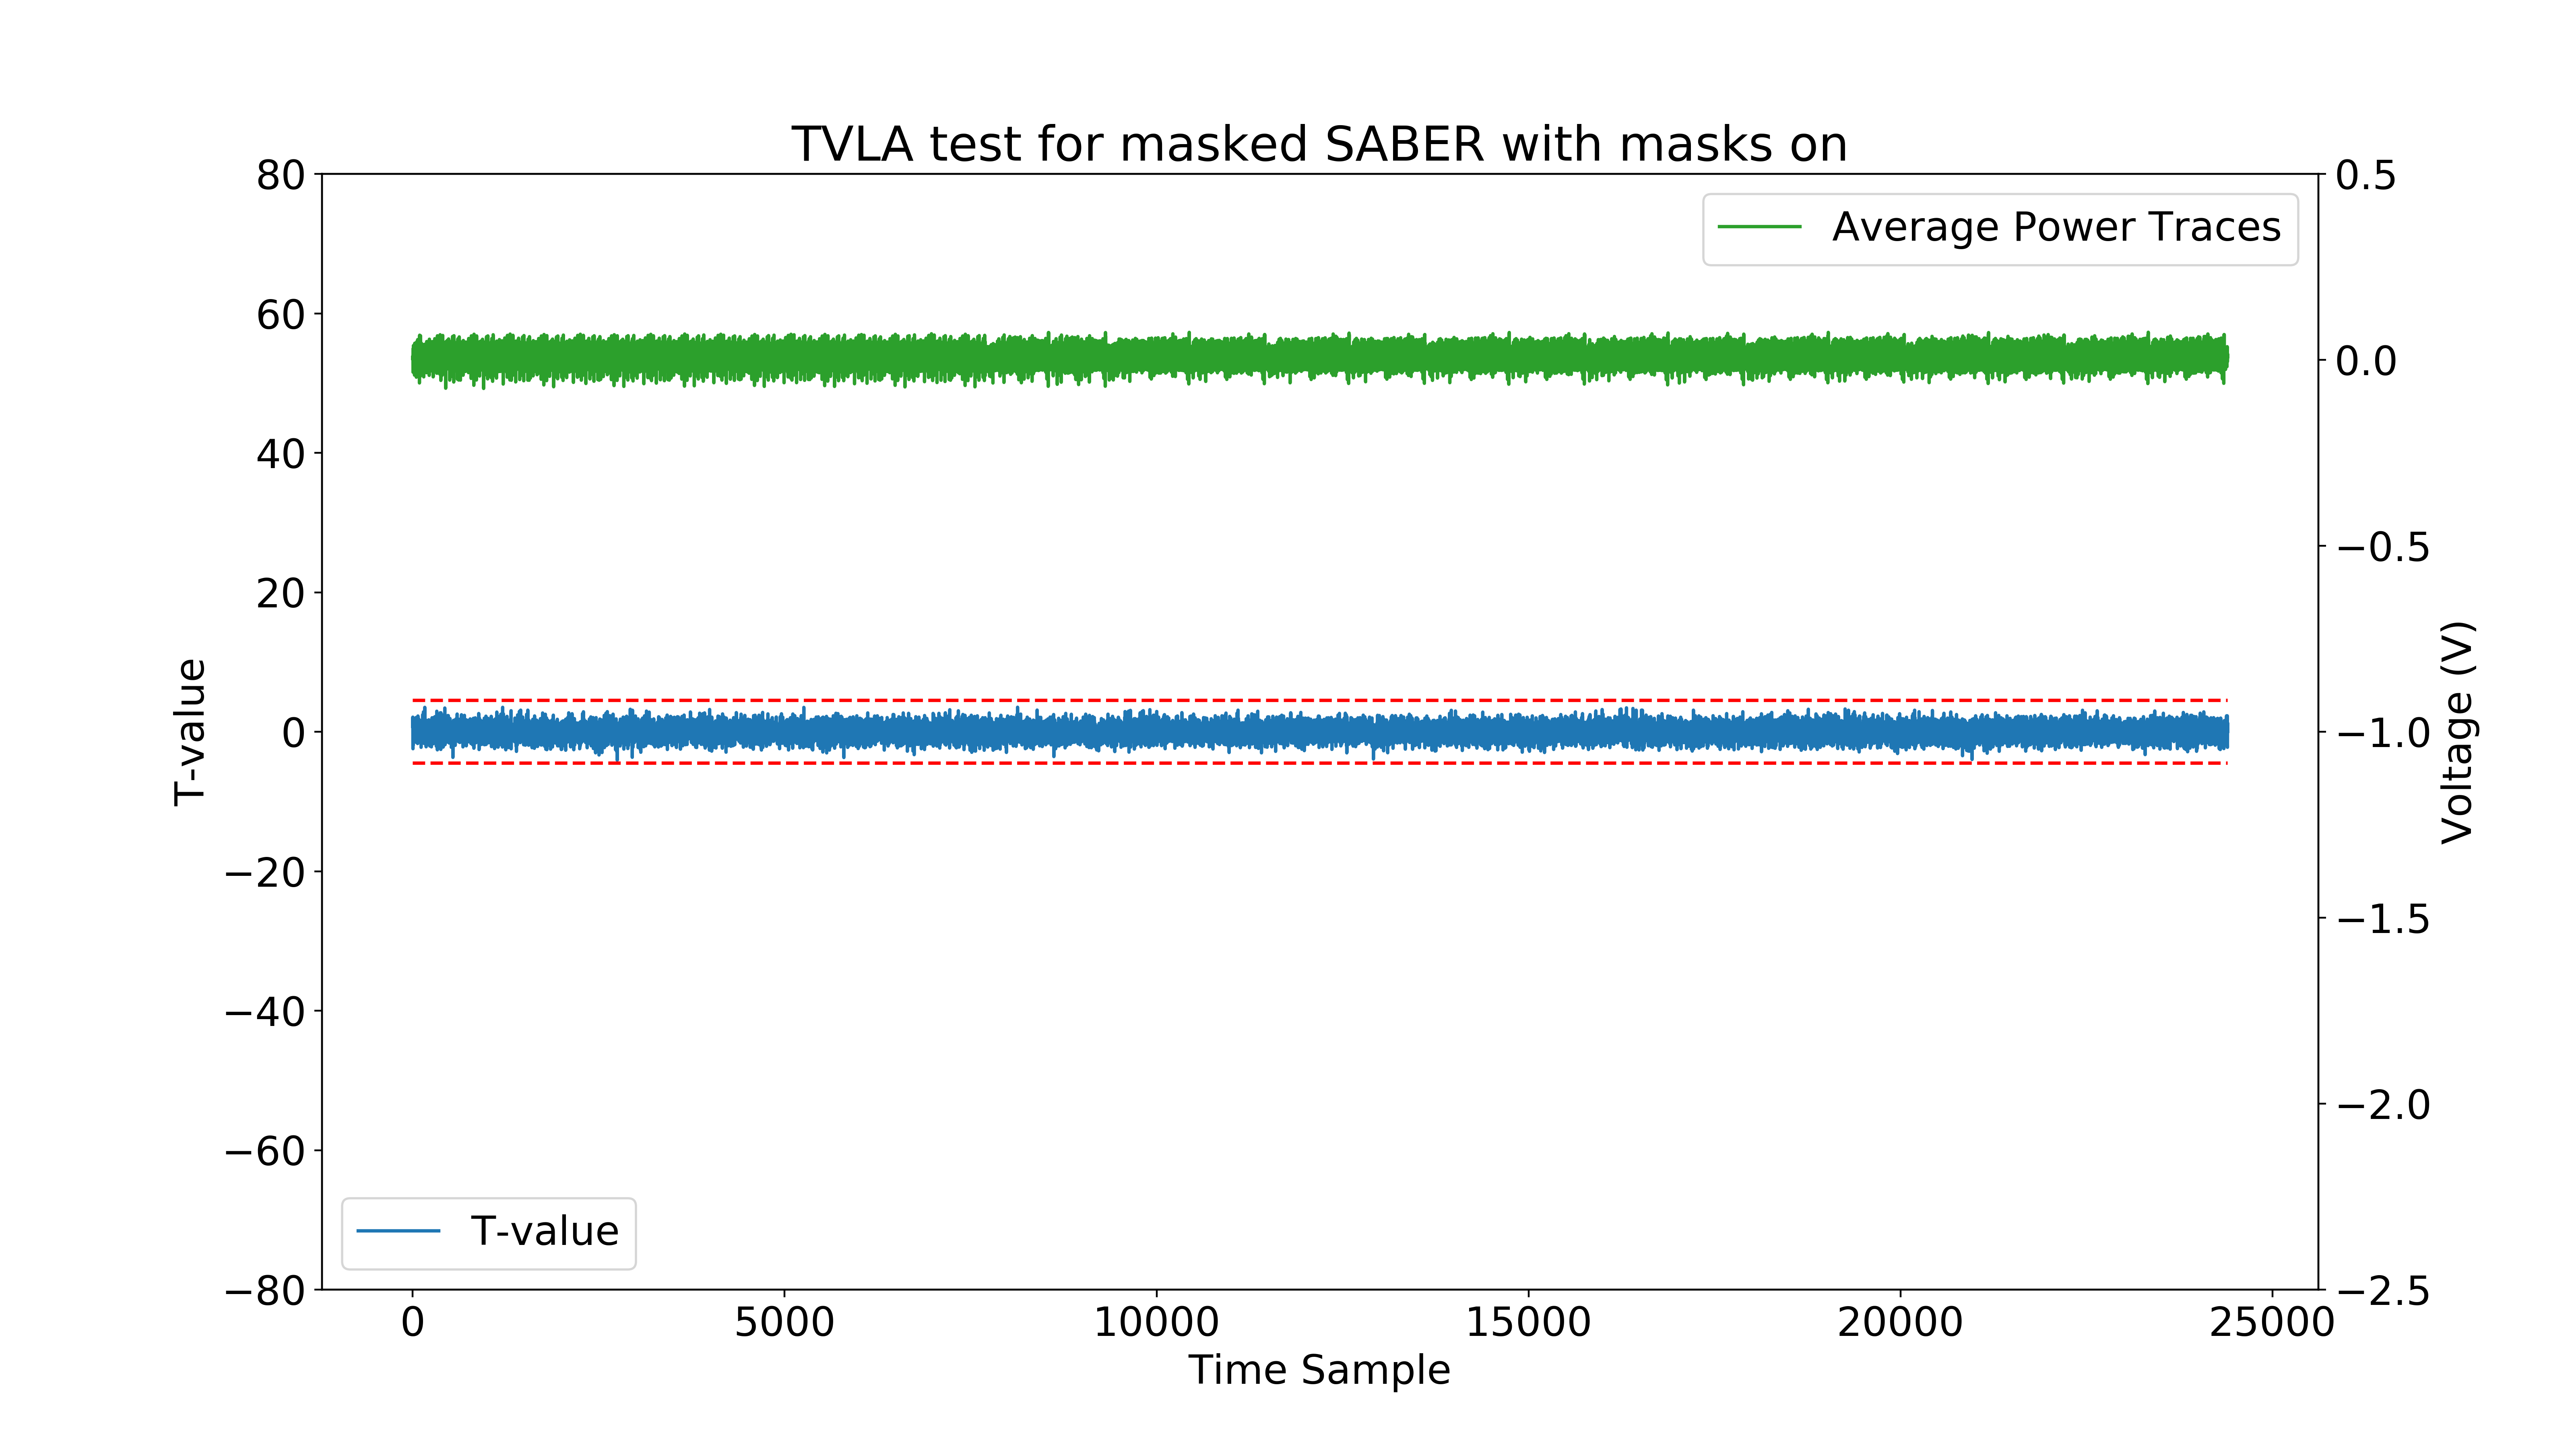 TVLA test for masked SABER with masks on
80
60
40
20
0
−20
−40
−60
−80
T-value
0.5
0.0
−0.5
−1.0
−1.5
−2.0
−2.5
Voltage (V)
Average Power Traces
T-value
0 5000 10000 15000 20000 25000
Time Sample